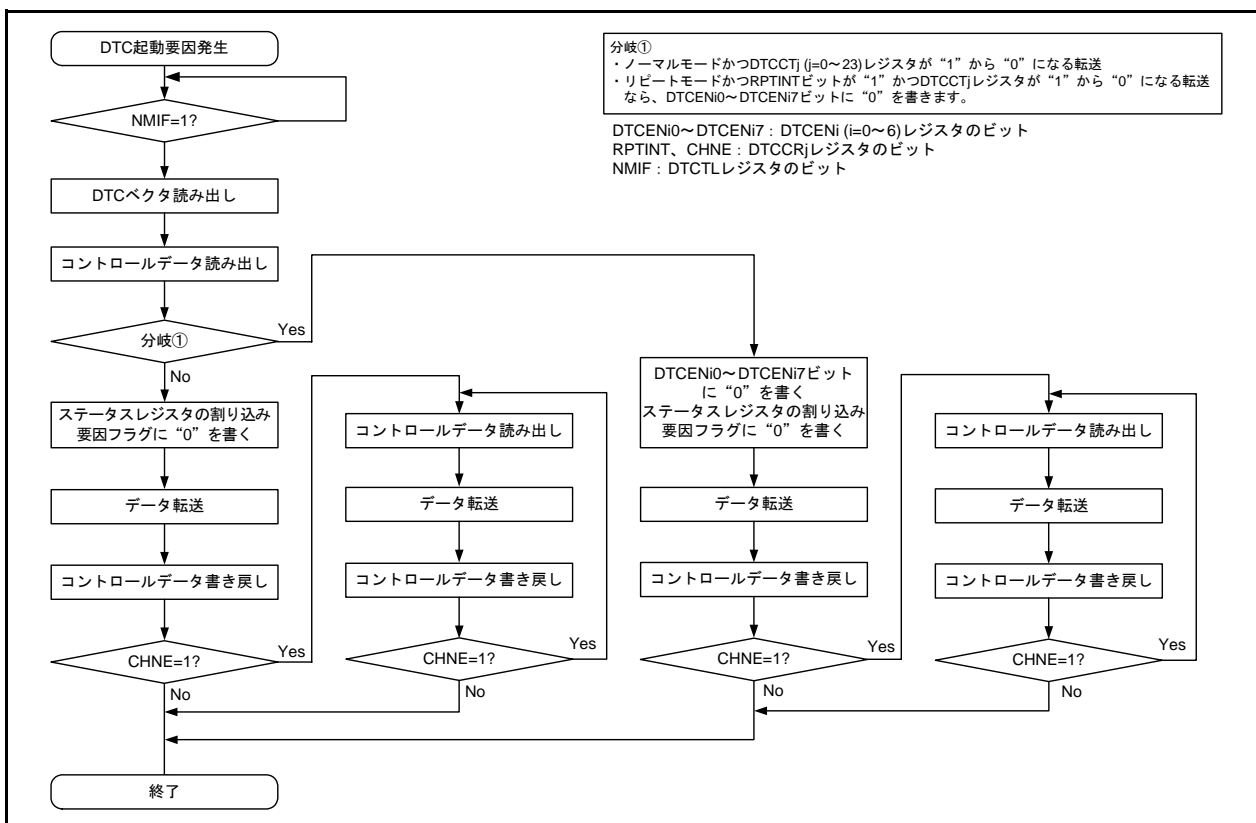 DTC起動要因発生
NMIF=1?
DTCベクタ読み出し
コントロールデータ読み出し
分岐①
Yes
No
ステータスレジスタの割り込み
要因フラグに“0”を書く
データ転送
コントロールデータ書き戻し
CHNE=1?
Yes
No
終了
コントロールデータ読み出し
データ転送
コントロールデータ書き戻し
CHNE=1?
Yes
No
分岐①
・ノーマルモードかつDTCCTj (j=0～23)レジスタが“1”から“0”になる転送
・リピートモードかつRPTINTビットが“1”かつDTCCTjレジスタが“1”から“0”になる転送
なら、DTCENi0～DTCENi7ビットに“0”を書きます。
DTCENi0～DTCENi7：DTCENi (i=0～6)レジスタのビット
RPTINT、CHNE：DTCCRjレジスタのビット
NMIF：DTCTLレジスタのビット
DTCENi0～DTCENi7ビット
に“0”を書く
ステータスレジスタの割り込み
要因フラグに“0”を書く
データ転送
コントロールデータ書き戻し
CHNE=1?
Yes
No
コントロールデータ読み出し
データ転送
コントロールデータ書き戻し
CHNE=1?
Yes
No